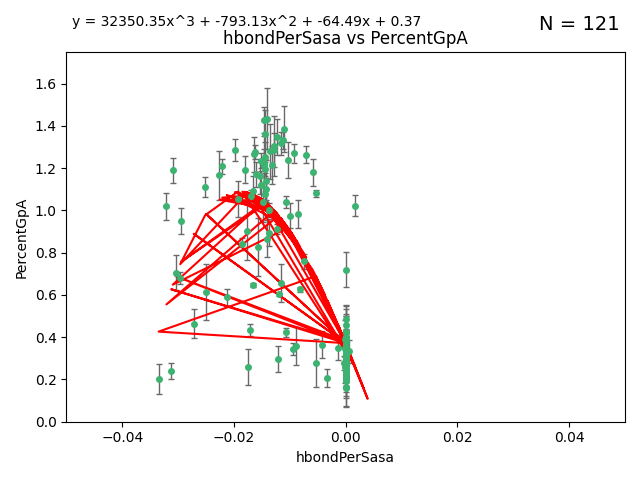 y = 32350.35x^3 + -793.13x^2 + -64.49x + 0.37
N = 121
hbondPerSasa vs PercentGpA
1.6
1.4
1.2
1.0
0.8
0.6
0.4
0.2
0.0
PercentGpA
−0.04 −0.02 0.00 0.02 0.04
hbondPerSasa